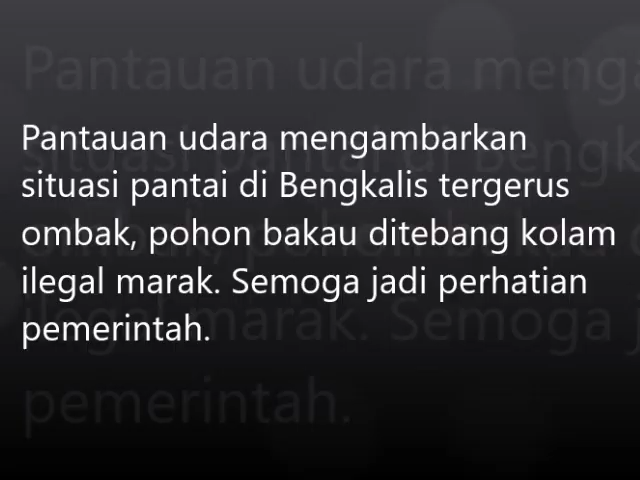 Pantauan udara mengambarkan
situasi pantai di Bengkalis tergerus
ombak, pohon bakau ditebang kolam
ilegal marak. Semoga jadi perhatian
pemerintah.